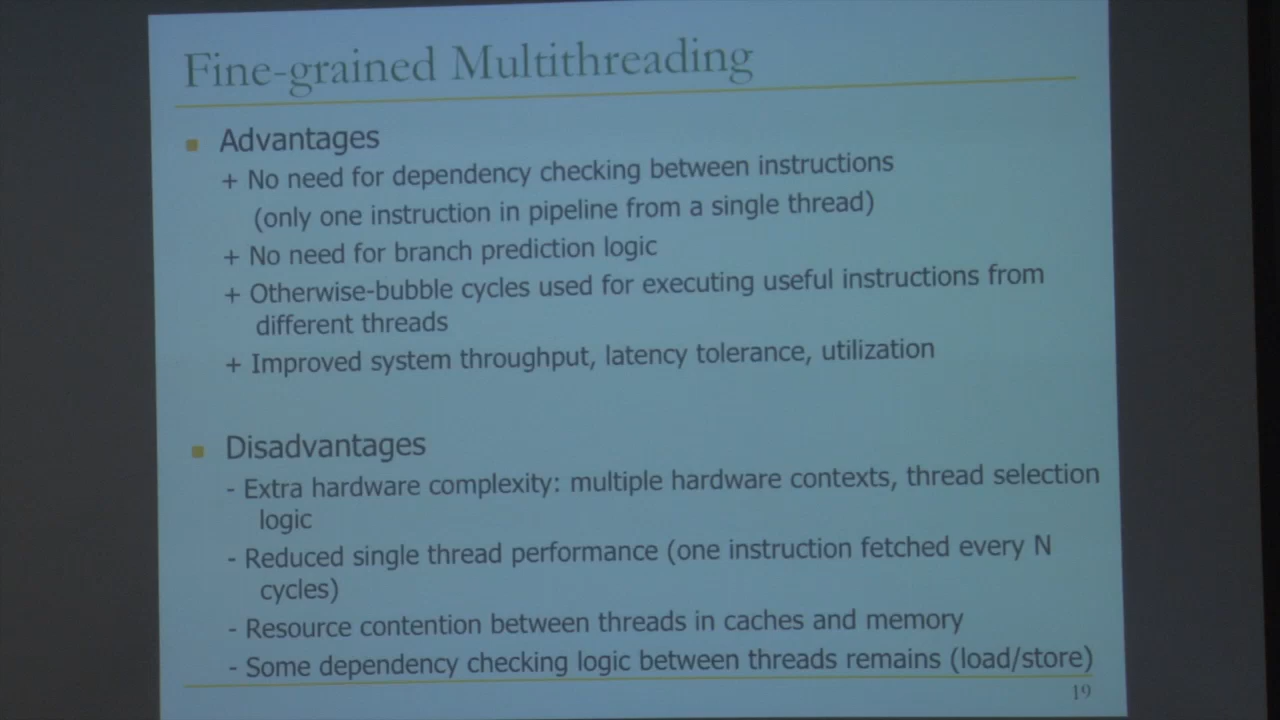 Fine-grained Multithreading
Advantages
+ No need for dependency checking between instructions
(only one instruction in pipeline from a single thread)
+ No need for branch prediction logic
+ Otherwise-bubble cycles used for executing useful instructions from
different threads
+ Improved system throughput, latency tolerance, utilization
Disadvantages
- Extra hardware complexity: multiple hardware contexts, thread selection
logic
- Reduced single thread performance (one instruction fetched every N
cycles)
- Resource contention between threads in caches and memory
- Some dependency checking logic between threads remains (load/store)
19